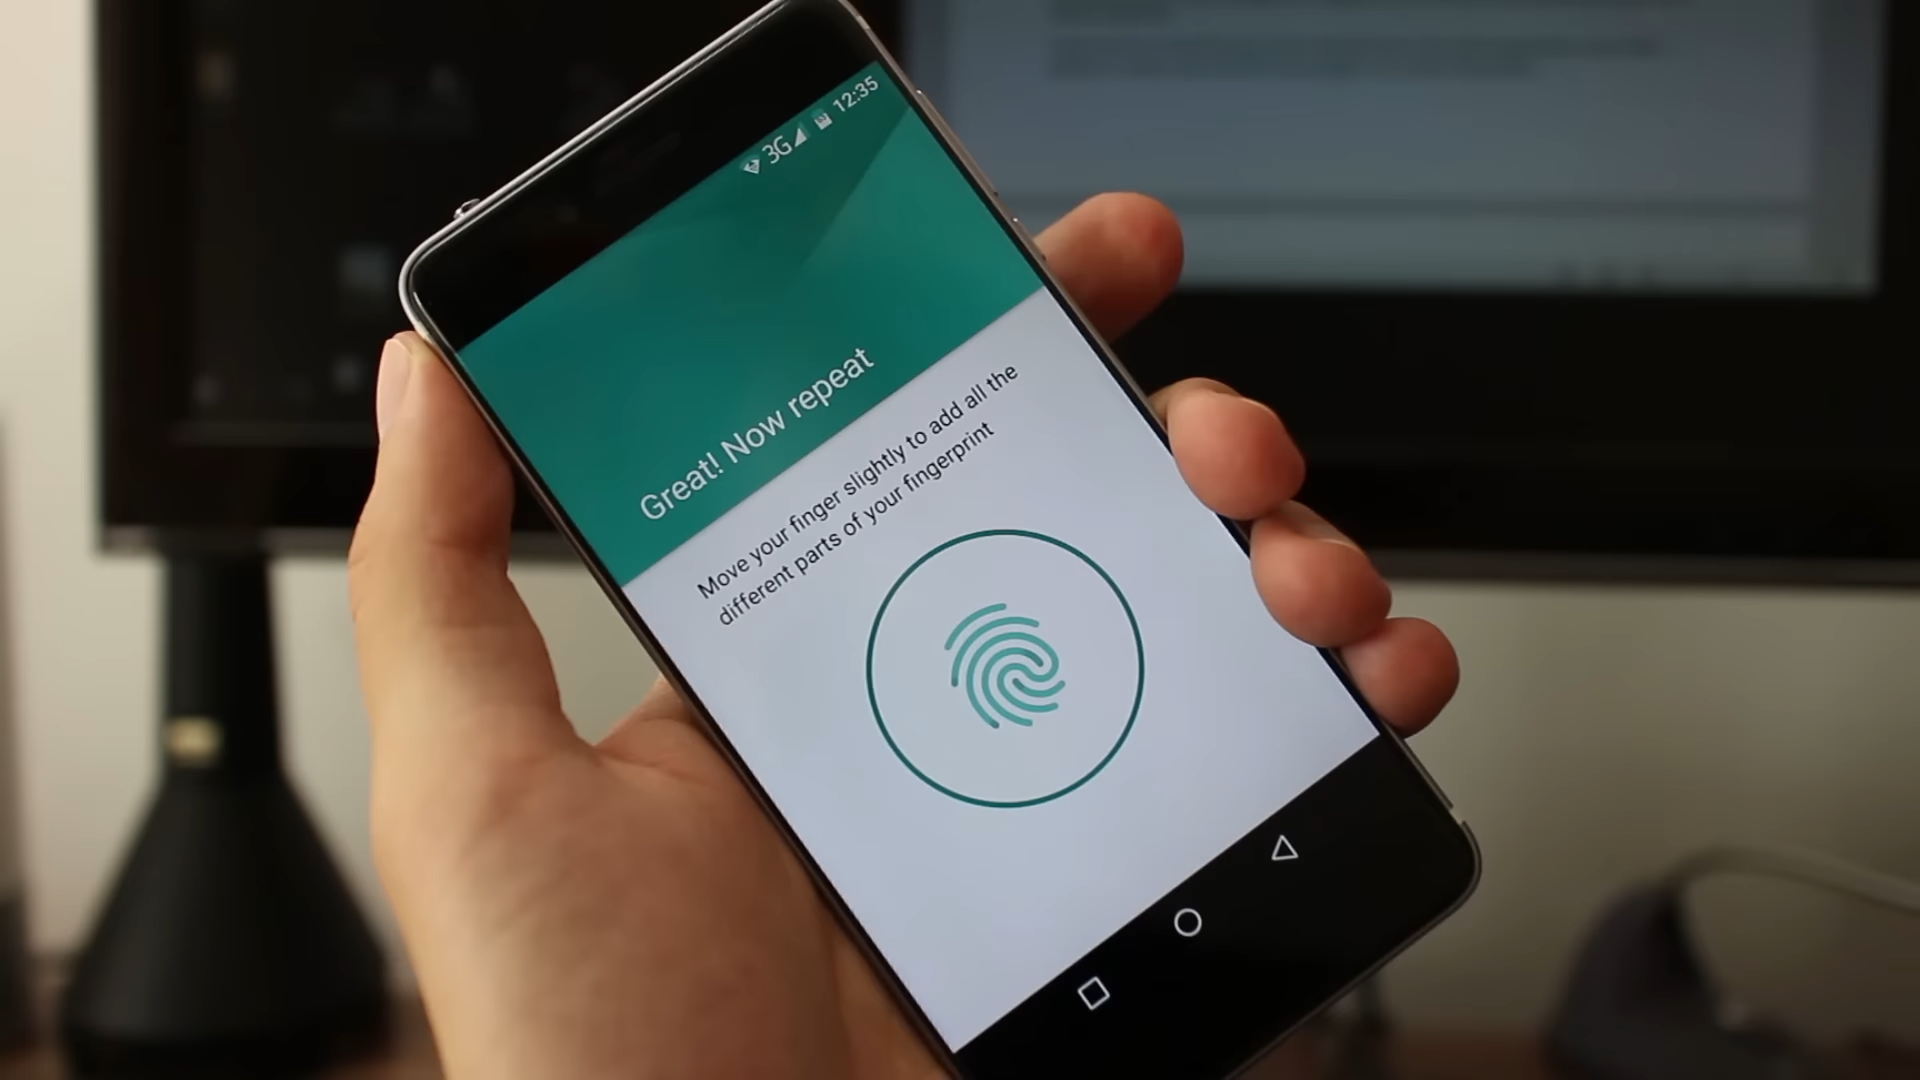 3G 12:35
Great! Now repeat
Move your finger slightly to add all the
different parts of your fingerprint